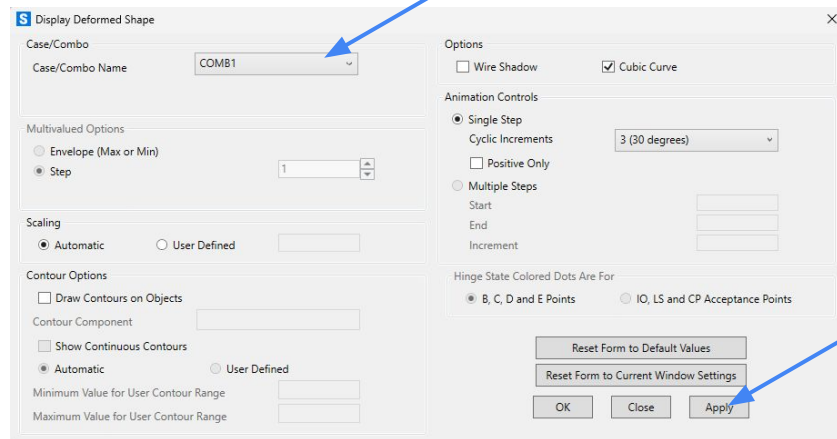 S Display Deformed Shape
Case/Combo
Case/Combo Name COMB1
Multivalued Options
Envelope (Max or Min)
Step 1
Scaling
Automatic User Defined
Contour Options
Draw Contours on Objects
Contour Component
Show Continuous Contours
Automatic User Defined
Minimum Value for User Contour Range
Maximum Value for User Contour Range
Options
Wire Shadow Cubic Curve
Animation Controls
Single Step
Cyclic Increments 3 (30 degrees)
Positive Only
Multiple Steps
Start
End
Increment
Hinge State Colored Dots Are For
B, C, D and E Points IO, LS and CP Acceptance Points
Reset Form to Default Values
Reset Form to Current Window Settings
OK Close Apply